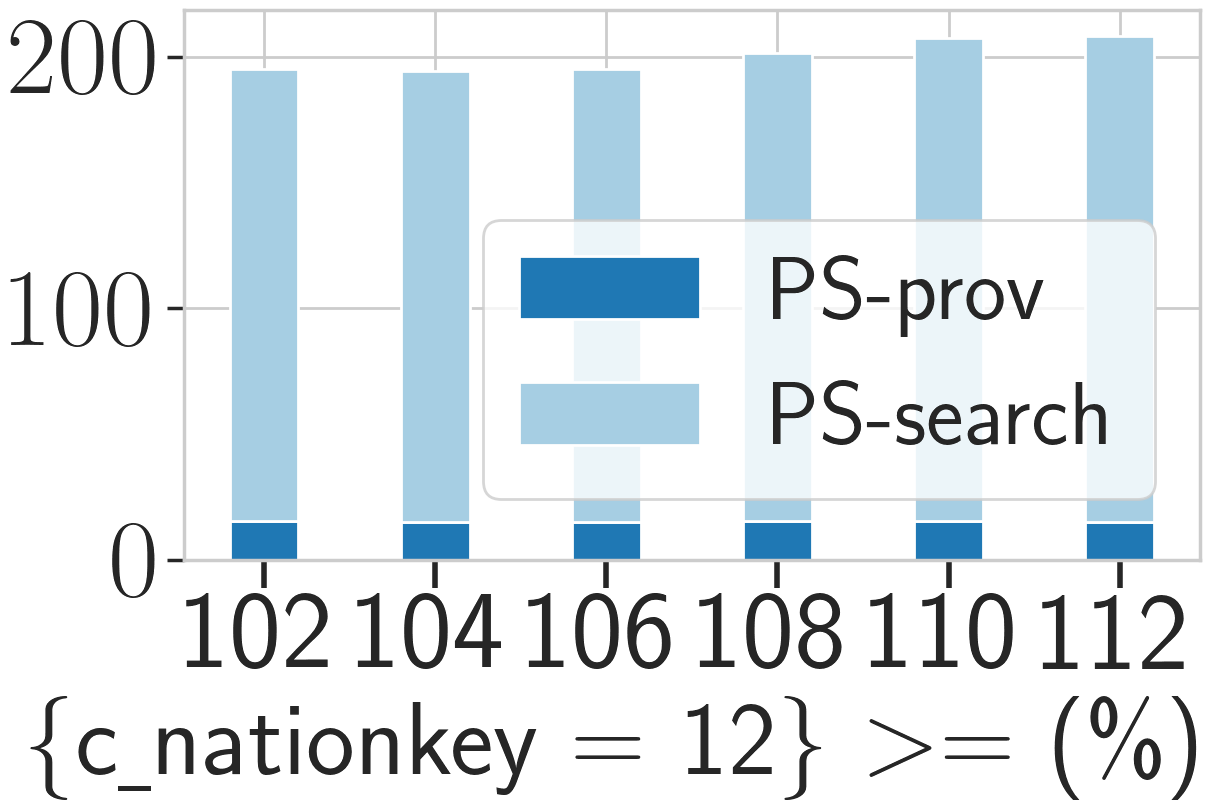 200
100
0
PS-prov
PS-search
102 104 106 108 110 112
{c_nationkey = 12} >= (%)